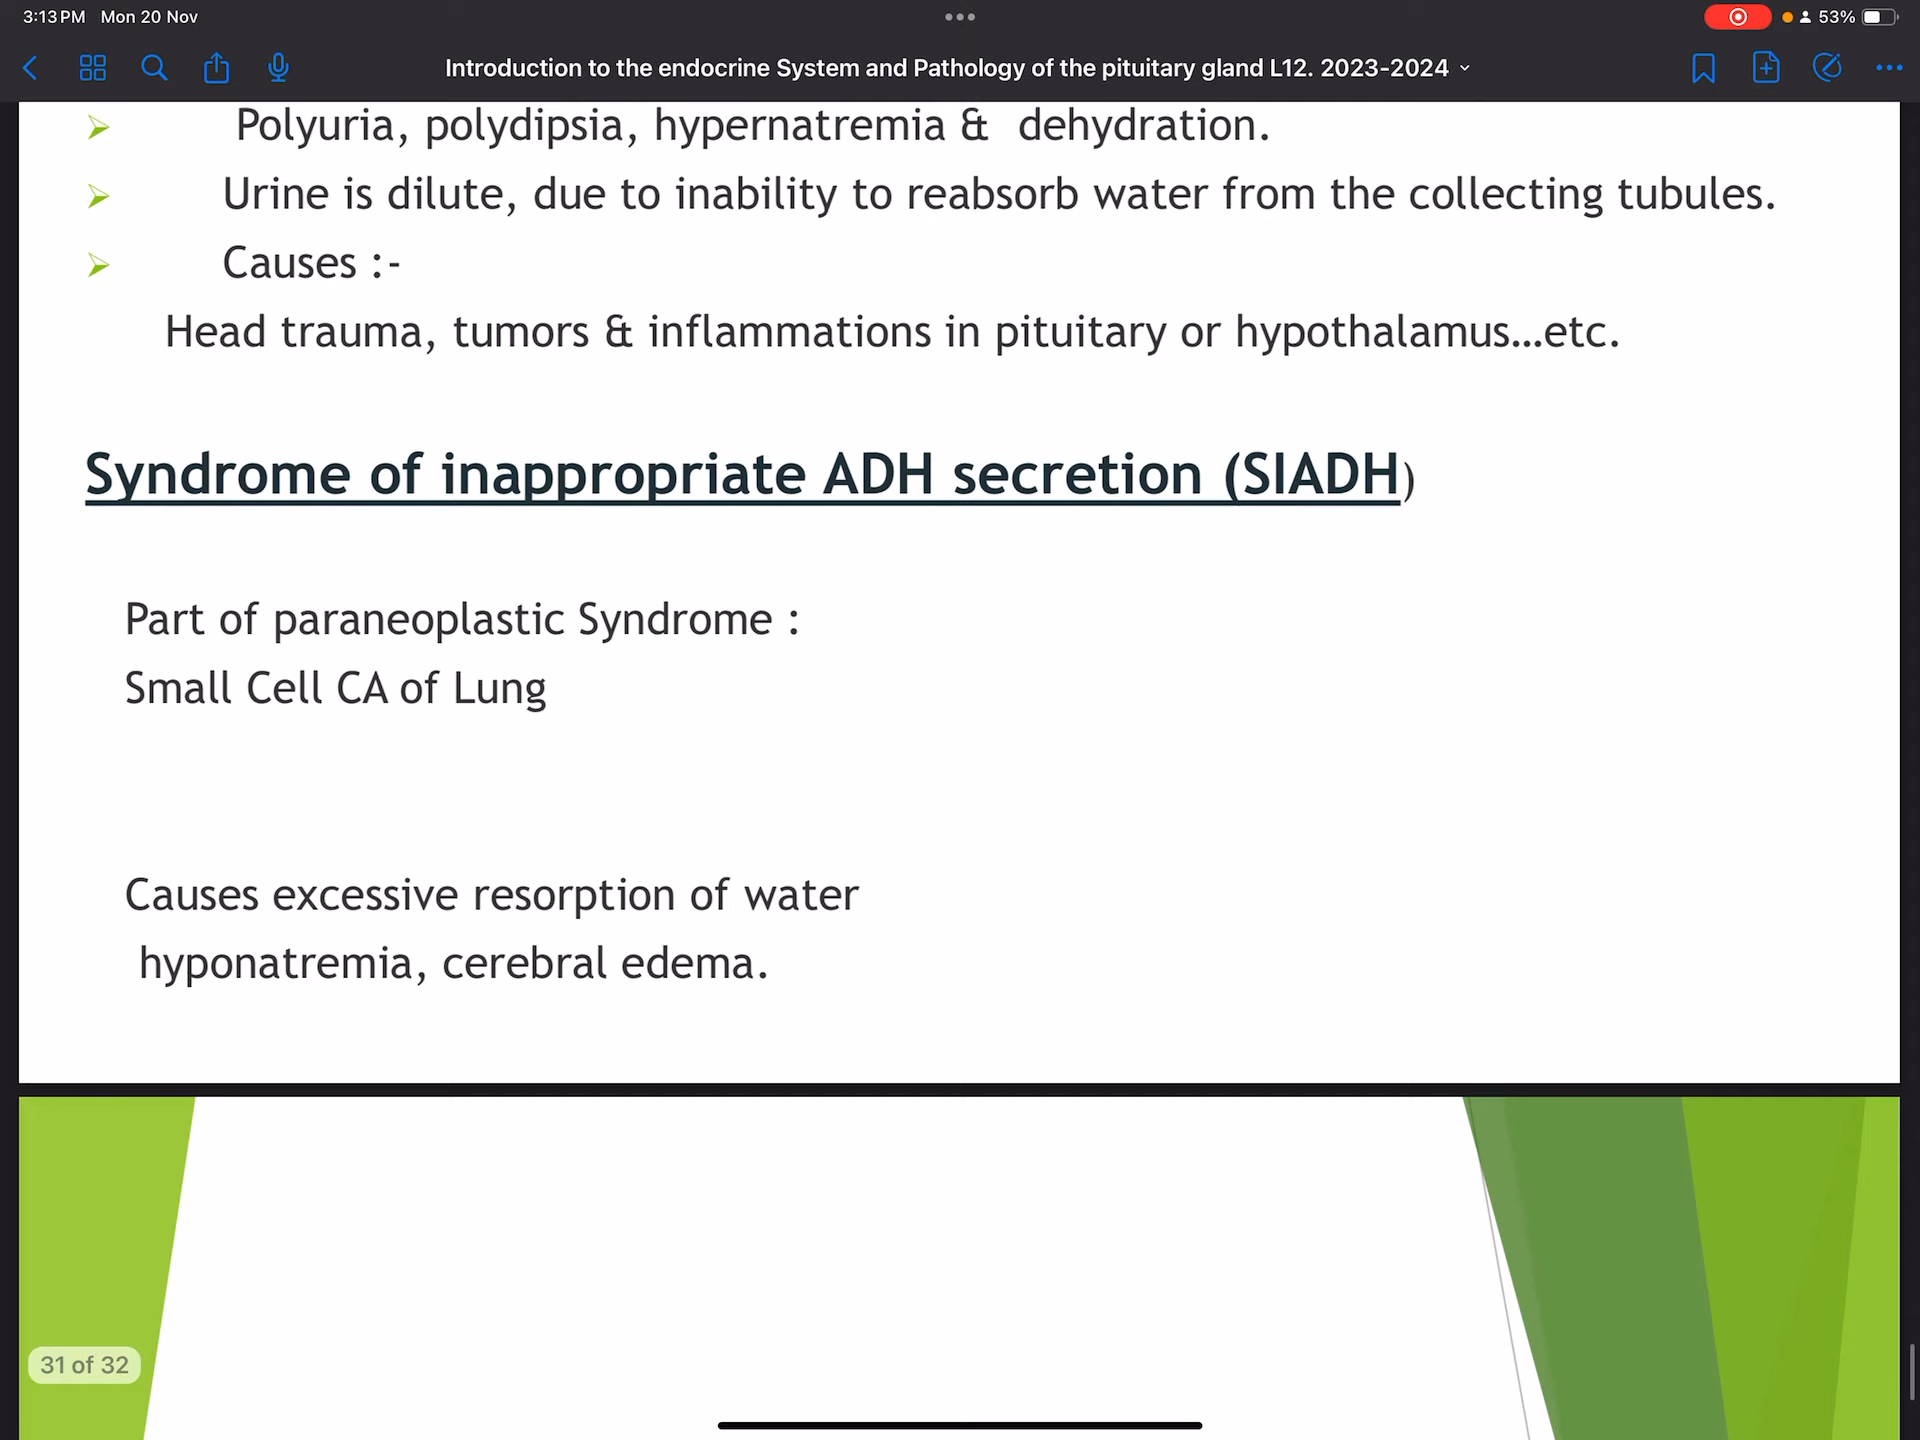 3:13 PM Mon 20 Nov
53%
Introduction to the endocrine System and Pathology of the pituitary gland L12. 2023-2024
Polyuria, polydipsia, hypernatremia & dehydration.
Urine is dilute, due to inability to reabsorb water from the collecting tubules.
Causes :-
Head trauma, tumors & inflammations in pituitary or hypothalamus...etc.
Syndrome of inappropriate ADH secretion (SIADH)
Part of paraneoplastic Syndrome :
Small Cell CA of Lung
Causes excessive resorption of water
hyponatremia, cerebral edema.
31 of 32